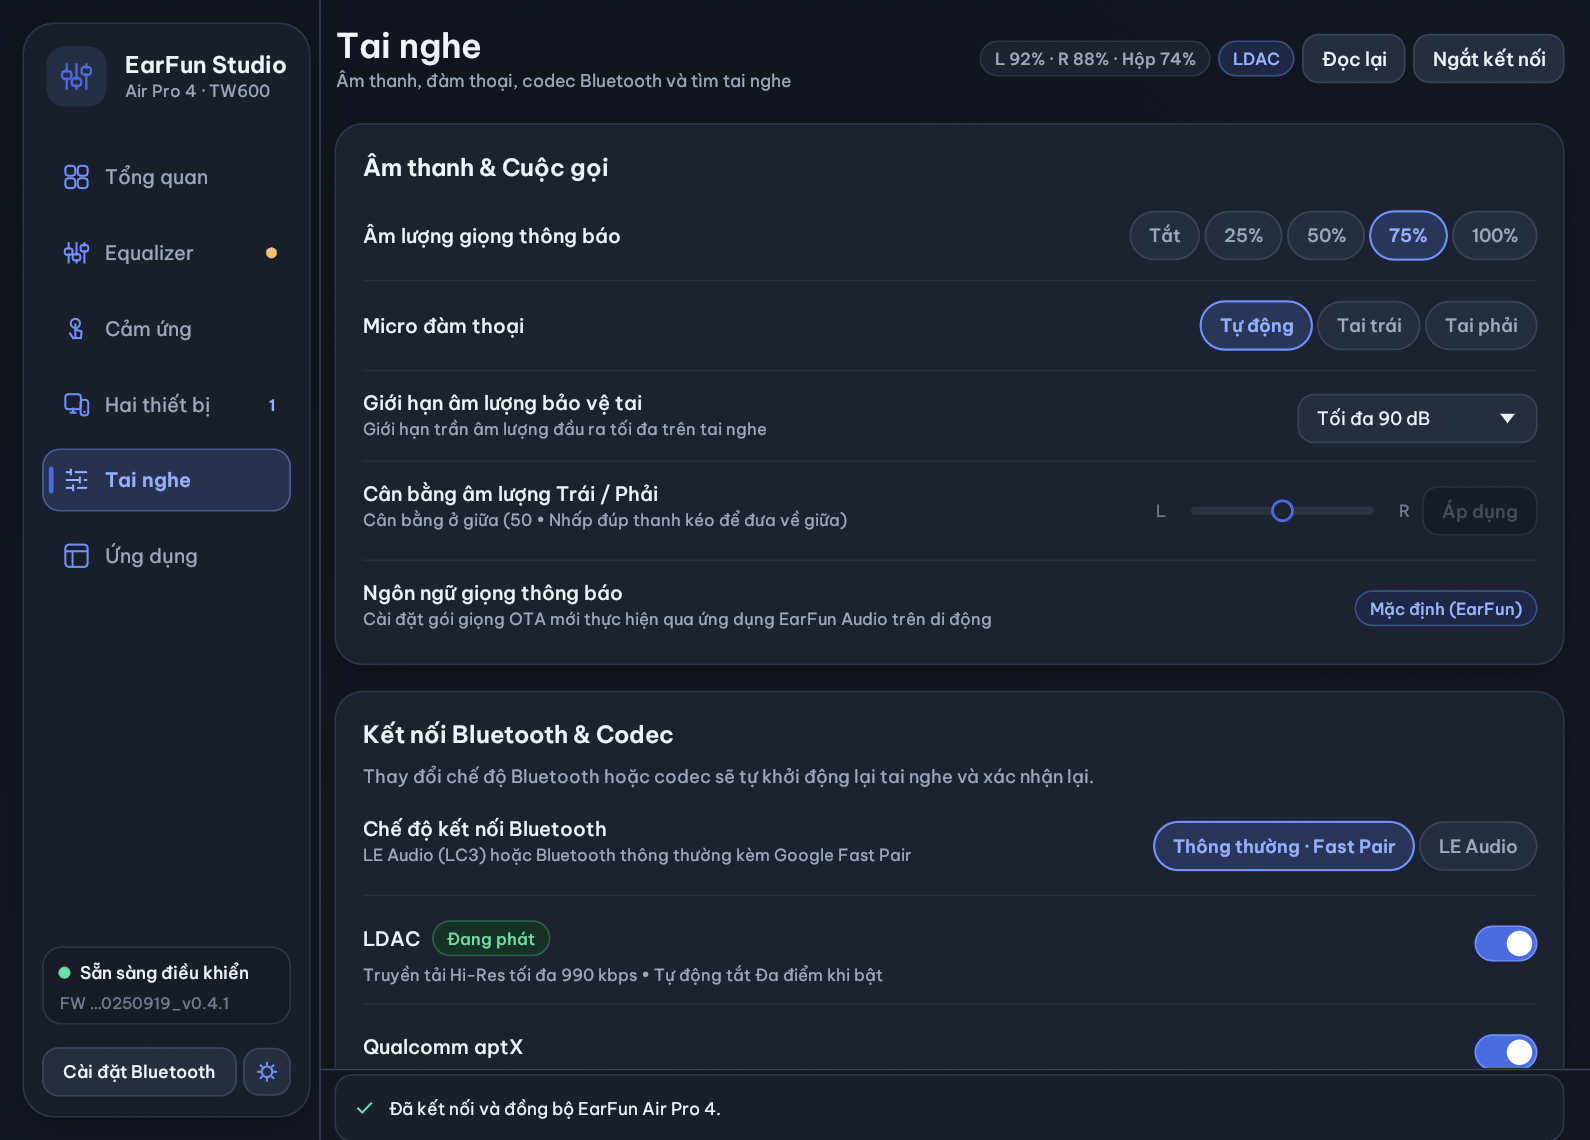 EarFun Studio
Air Pro 4 · TW600
Tổng quan
Equalizer
Cảm ứng
Hai thiết bị 1
Tai nghe
Ứng dụng
Sẵn sàng điều khiển
FW ...0250919_v0.4.1
Cài đặt Bluetooth
Tai nghe
Âm thanh, đàm thoại, codec Bluetooth và tìm tai nghe
L 92% · R 88% · Hộp 74%
LDAC
Đọc lại
Ngắt kết nối
Âm thanh & Cuộc gọi
Âm lượng giọng thông báo
Tắt 25% 50% 75% 100%
Micro đàm thoại
Tự động Tai trái Tai phải
Giới hạn âm lượng bảo vệ tai
Giới hạn trần âm lượng đầu ra tối đa trên tai nghe
Tối đa 90 dB
Cân bằng âm lượng Trái / Phải
Cân bằng ở giữa (50 • Nhấp đúp thanh kéo để đưa về giữa)
L R Áp dụng
Ngôn ngữ giọng thông báo
Cài đặt gói giọng OTA mới thực hiện qua ứng dụng EarFun Audio trên di động
Mặc định (EarFun)
Kết nối Bluetooth & Codec
Thay đổi chế độ Bluetooth hoặc codec sẽ tự khởi động lại tai nghe và xác nhận lại.
Chế độ kết nối Bluetooth
LE Audio (LC3) hoặc Bluetooth thông thường kèm Google Fast Pair
Thông thường · Fast Pair LE Audio
LDAC Đang phát
Truyền tải Hi-Res tối đa 990 kbps • Tự động tắt Đa điểm khi bật
Qualcomm aptX
Đã kết nối và đồng bộ EarFun Air Pro 4.